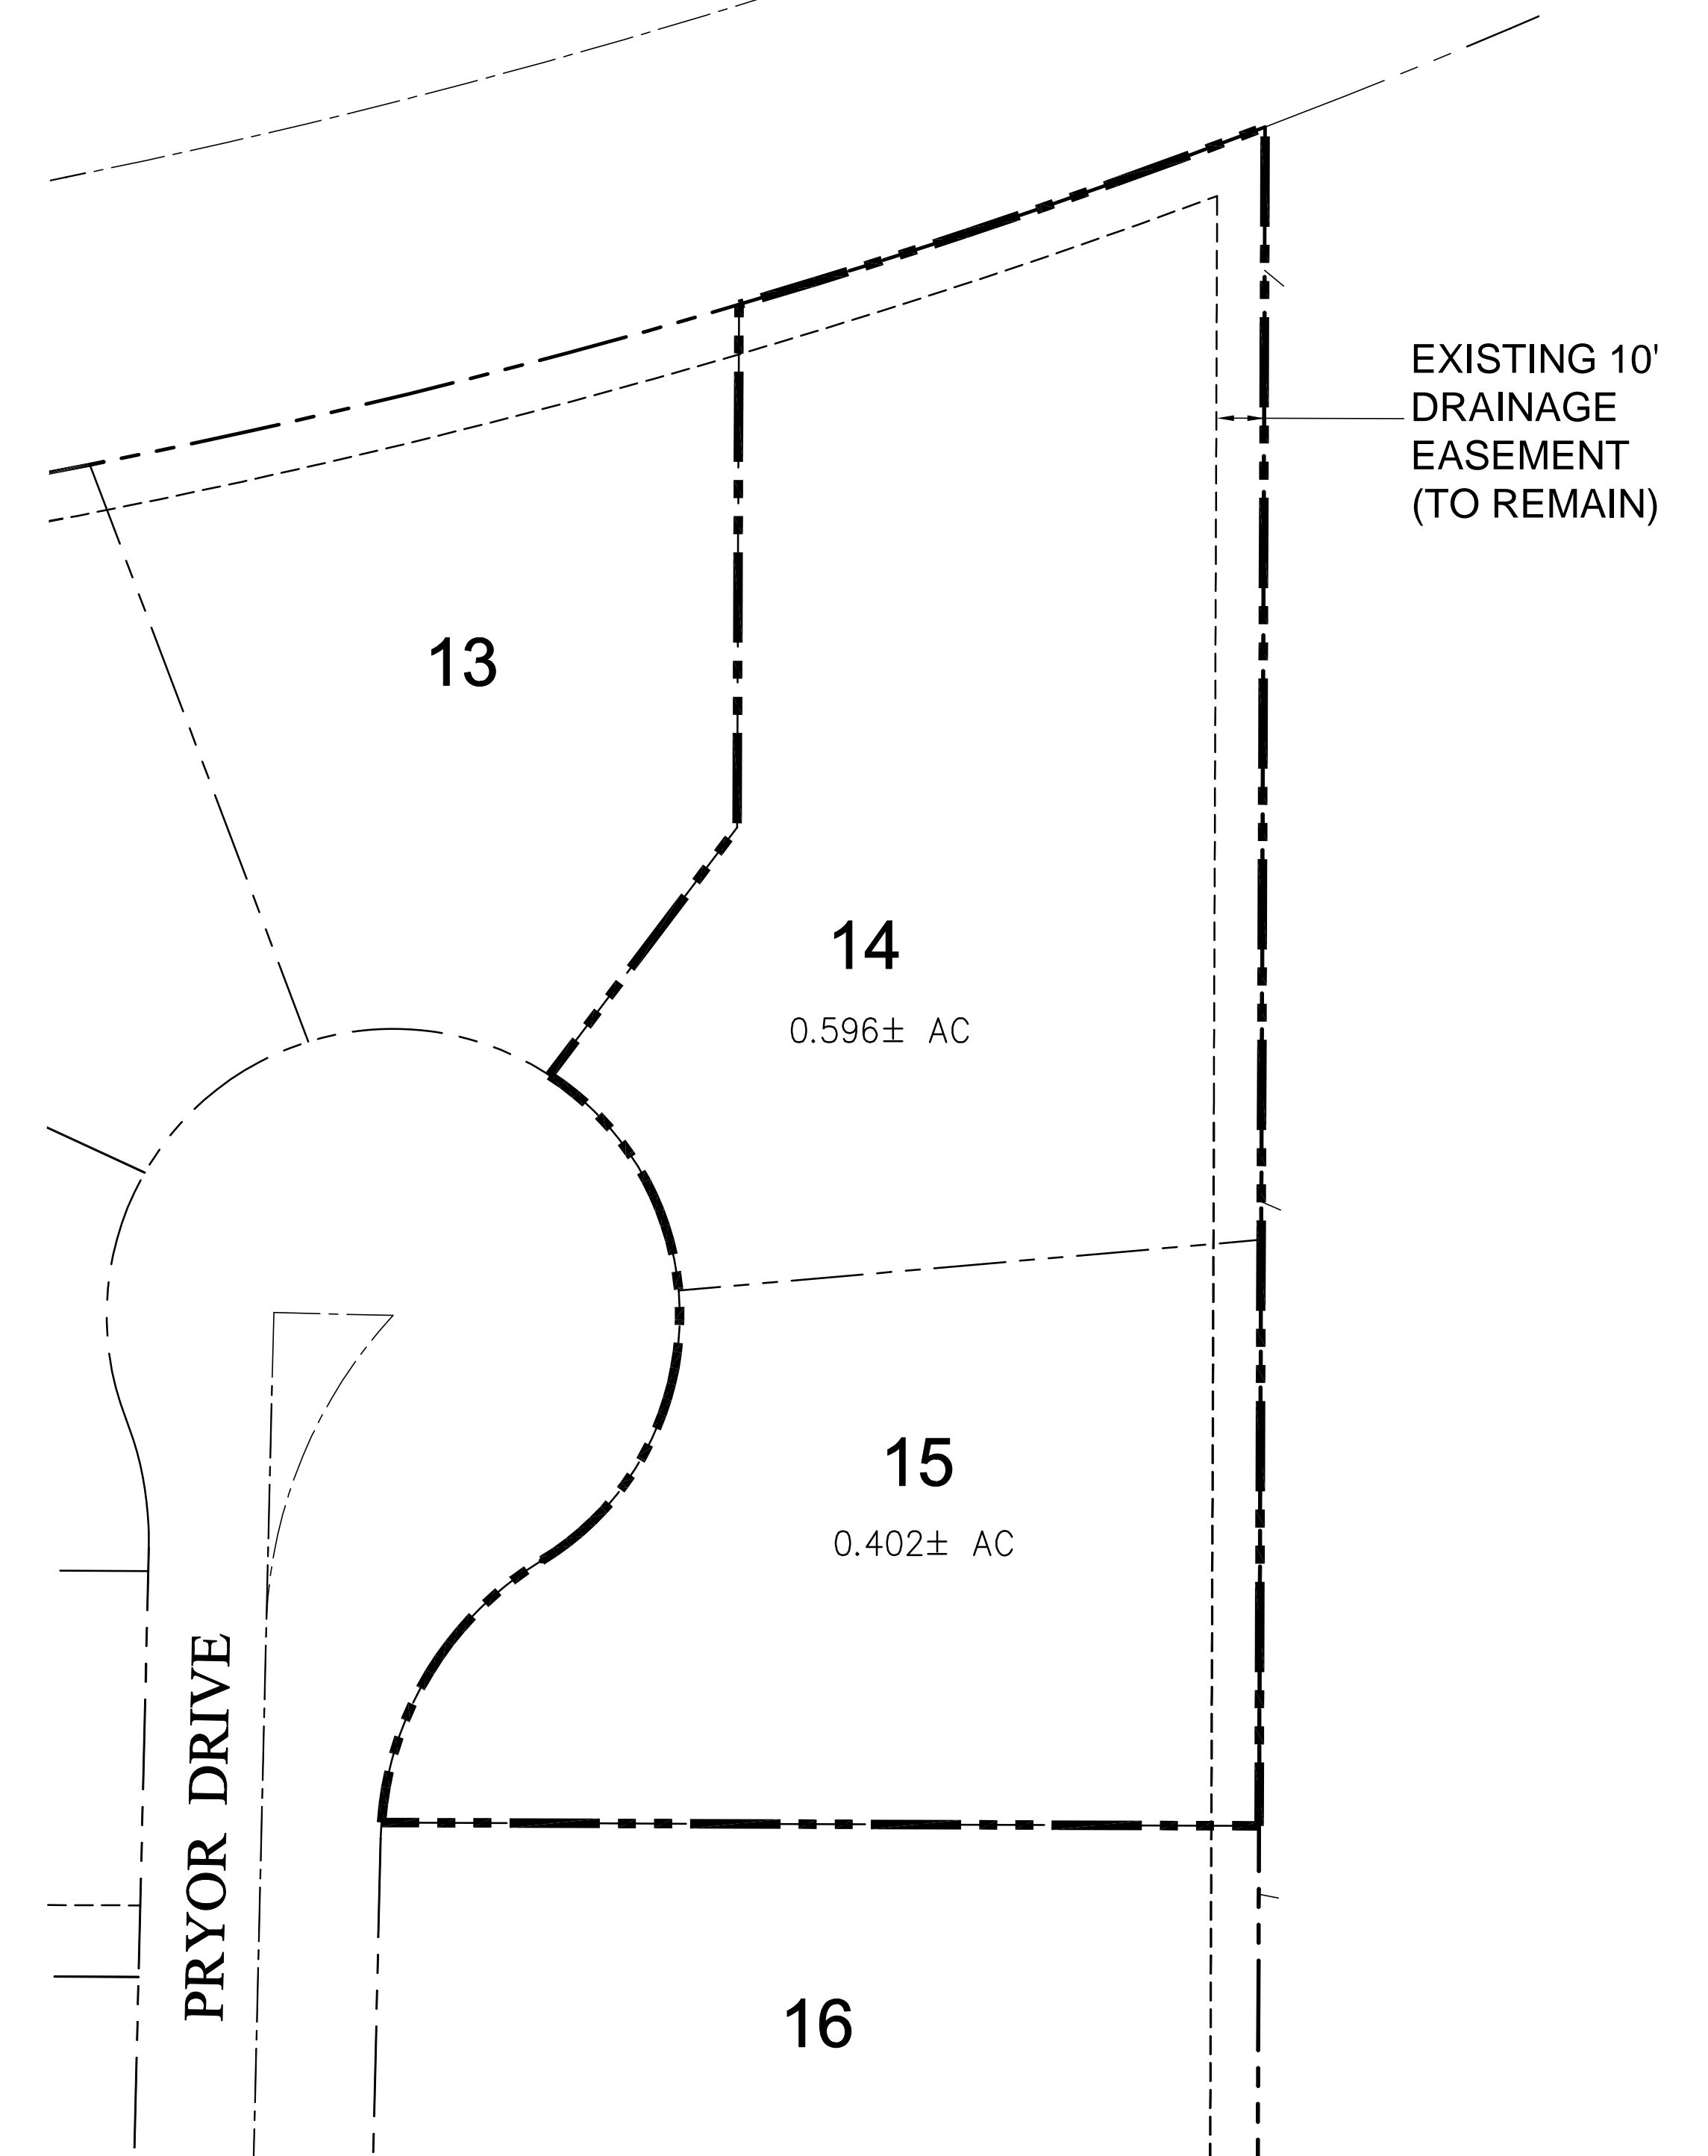 EXISTING 10'
DRAINAGE
EASEMENT
(TO REMAIN)
13
14
0.596± AC
15
0.402± AC
PRYOR DRIVE
16